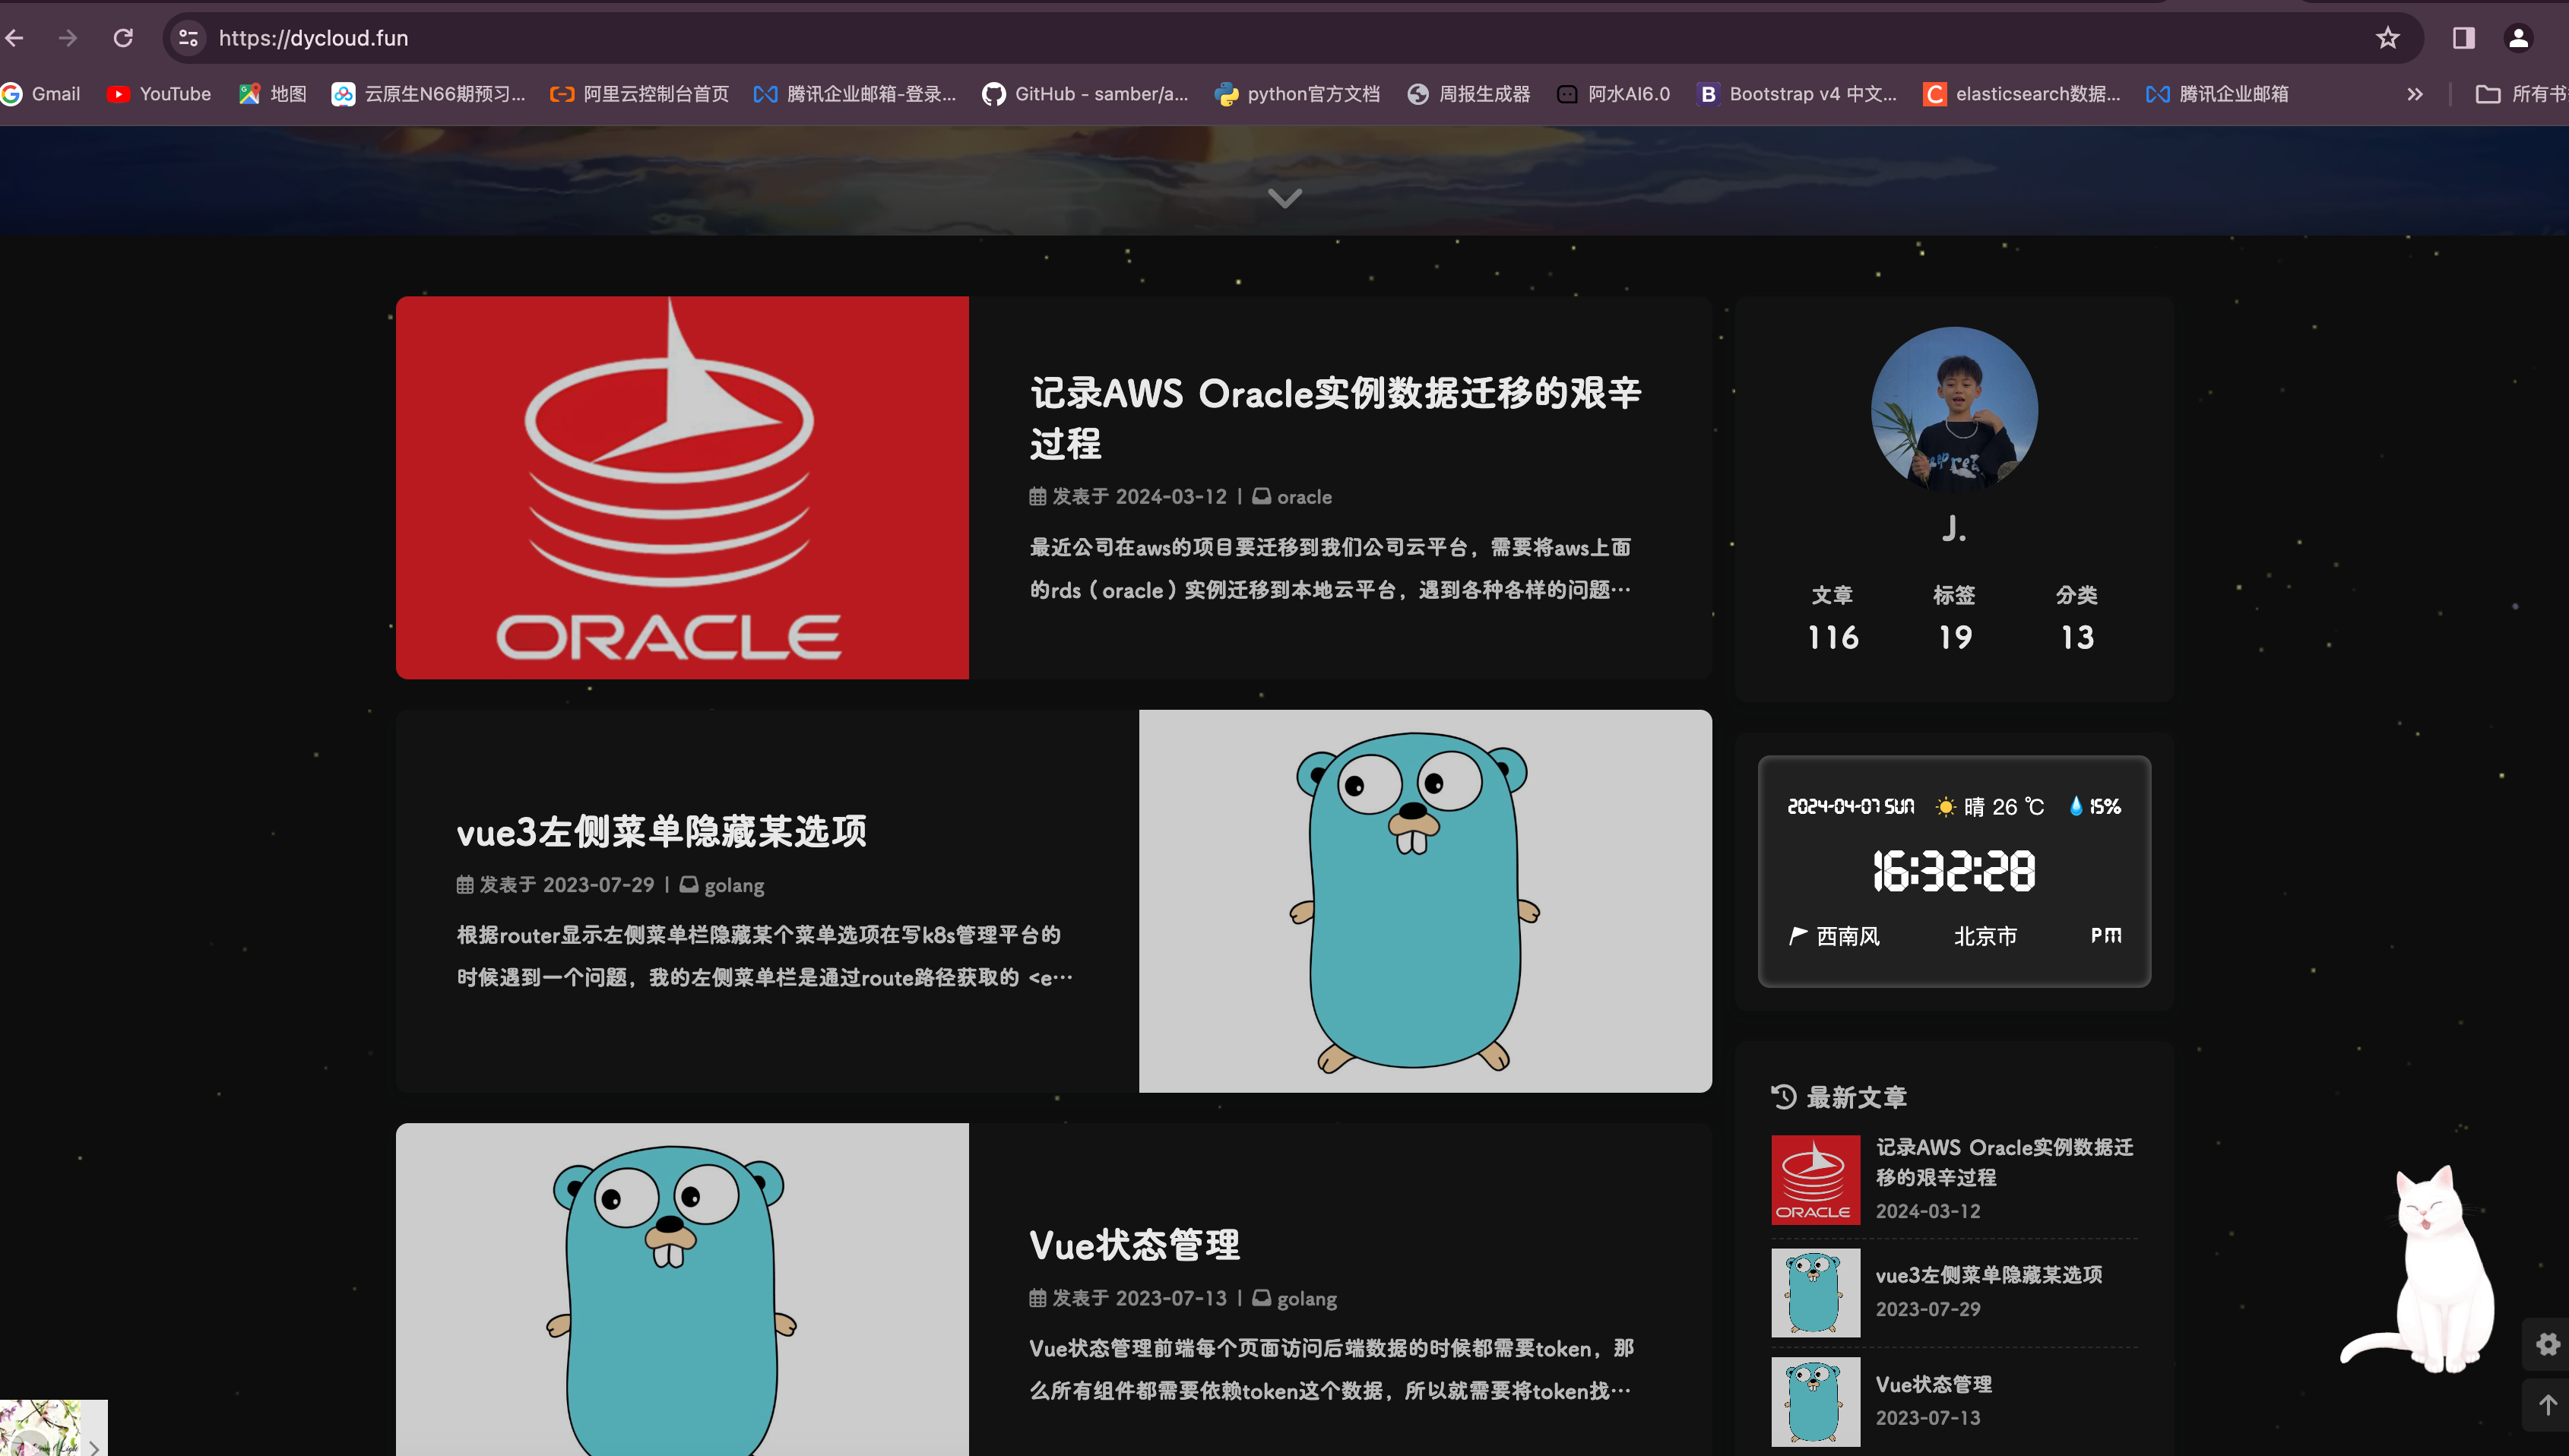 https://dycloud.fun
Gmail
YouTube
地图
云原生N66期预习...
阿里云控制台首页
腾讯企业邮箱-登录...
GitHub - samber/a...
python官方文档
周报生成器
阿水AI6.0
Bootstrap v4 中文...
elasticsearch数据...
腾讯企业邮箱
所有书
ORACLE
记录AWS Oracle实例数据迁移的艰辛
过程
发表于 2024-03-12 | oracle
最近公司在aws的项目要迁移到我们公司云平台，需要将aws上面
的rds（oracle）实例迁移到本地云平台，遇到各种各样的问题…
vue3左侧菜单隐藏某选项
发表于 2023-07-29 | golang
根据router显示左侧菜单栏隐藏某个菜单选项在写k8s管理平台的
时候遇到一个问题，我的左侧菜单栏是通过route路径获取的 <e…
Vue状态管理
发表于 2023-07-13 | golang
Vue状态管理前端每个页面访问后端数据的时候都需要token，那
么所有组件都需要依赖token这个数据，所以就需要将token找…
J.
文章 标签 分类
116 19 13
2024-04-07 SUN 晴 26 ℃ 15%
16:32:28
西南风 北京市 PM
最新文章
ORACLE
记录AWS Oracle实例数据迁
移的艰辛过程
2024-03-12
vue3左侧菜单隐藏某选项
2023-07-29
Vue状态管理
2023-07-13